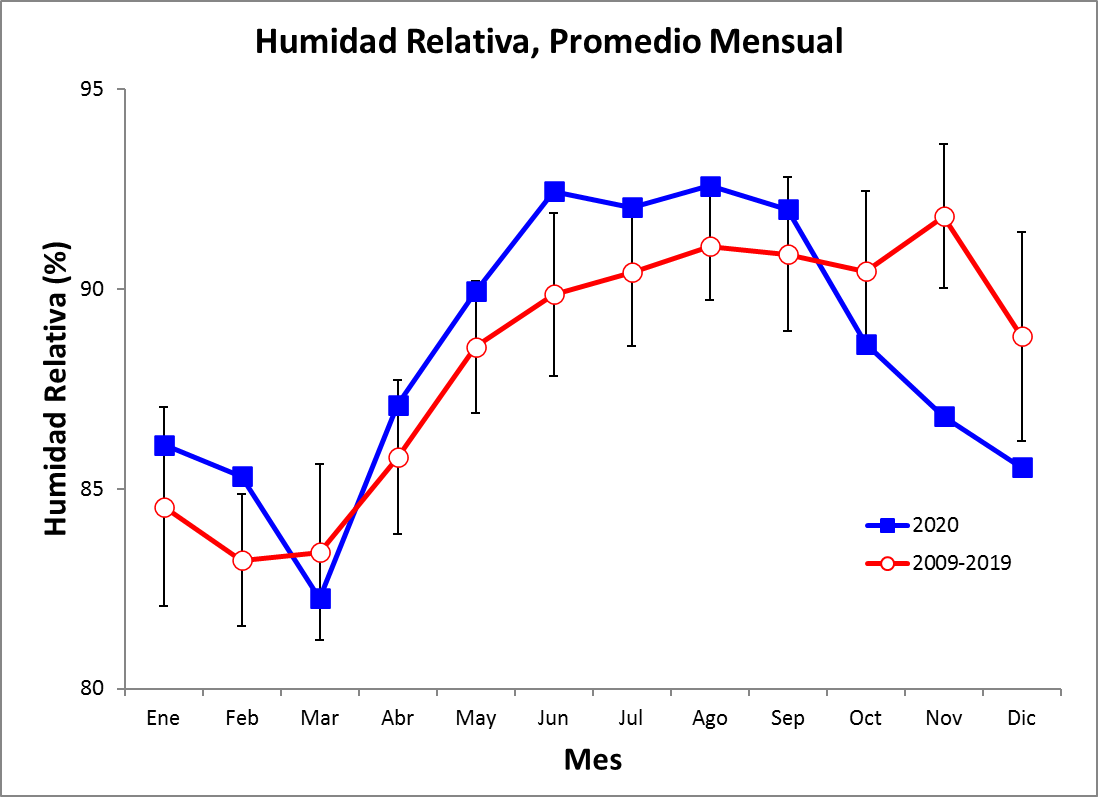 Humidad Relativa, Promedio Mensual
Humedad Relativa (%)
95
90
85
80
Ene Feb Mar Abr May Jun Jul Ago Sep Oct Nov Dic
Mes
2020
2009-2019